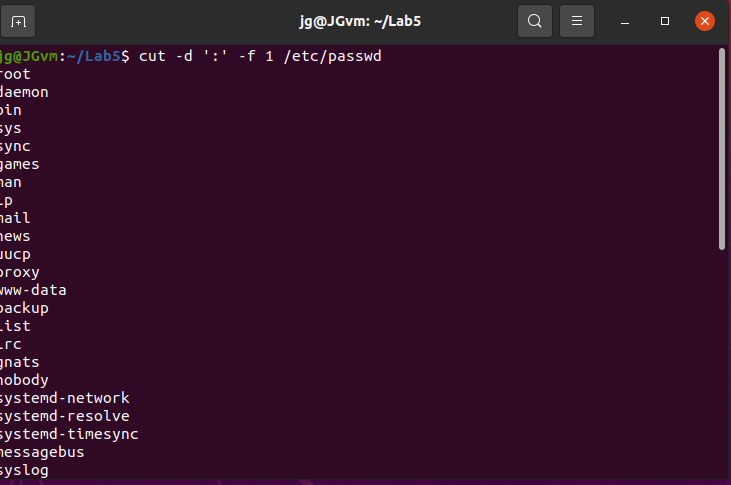 jg@JGvm: ~/Lab5
jg@JGvm:~/Lab5$ cut -d ':' -f 1 /etc/passwd
root
daemon
bin
sys
sync
games
man
lp
mail
news
uucp
proxy
www-data
backup
list
irc
gnats
nobody
systemd-network
systemd-resolve
systemd-timesync
messagebus
syslog